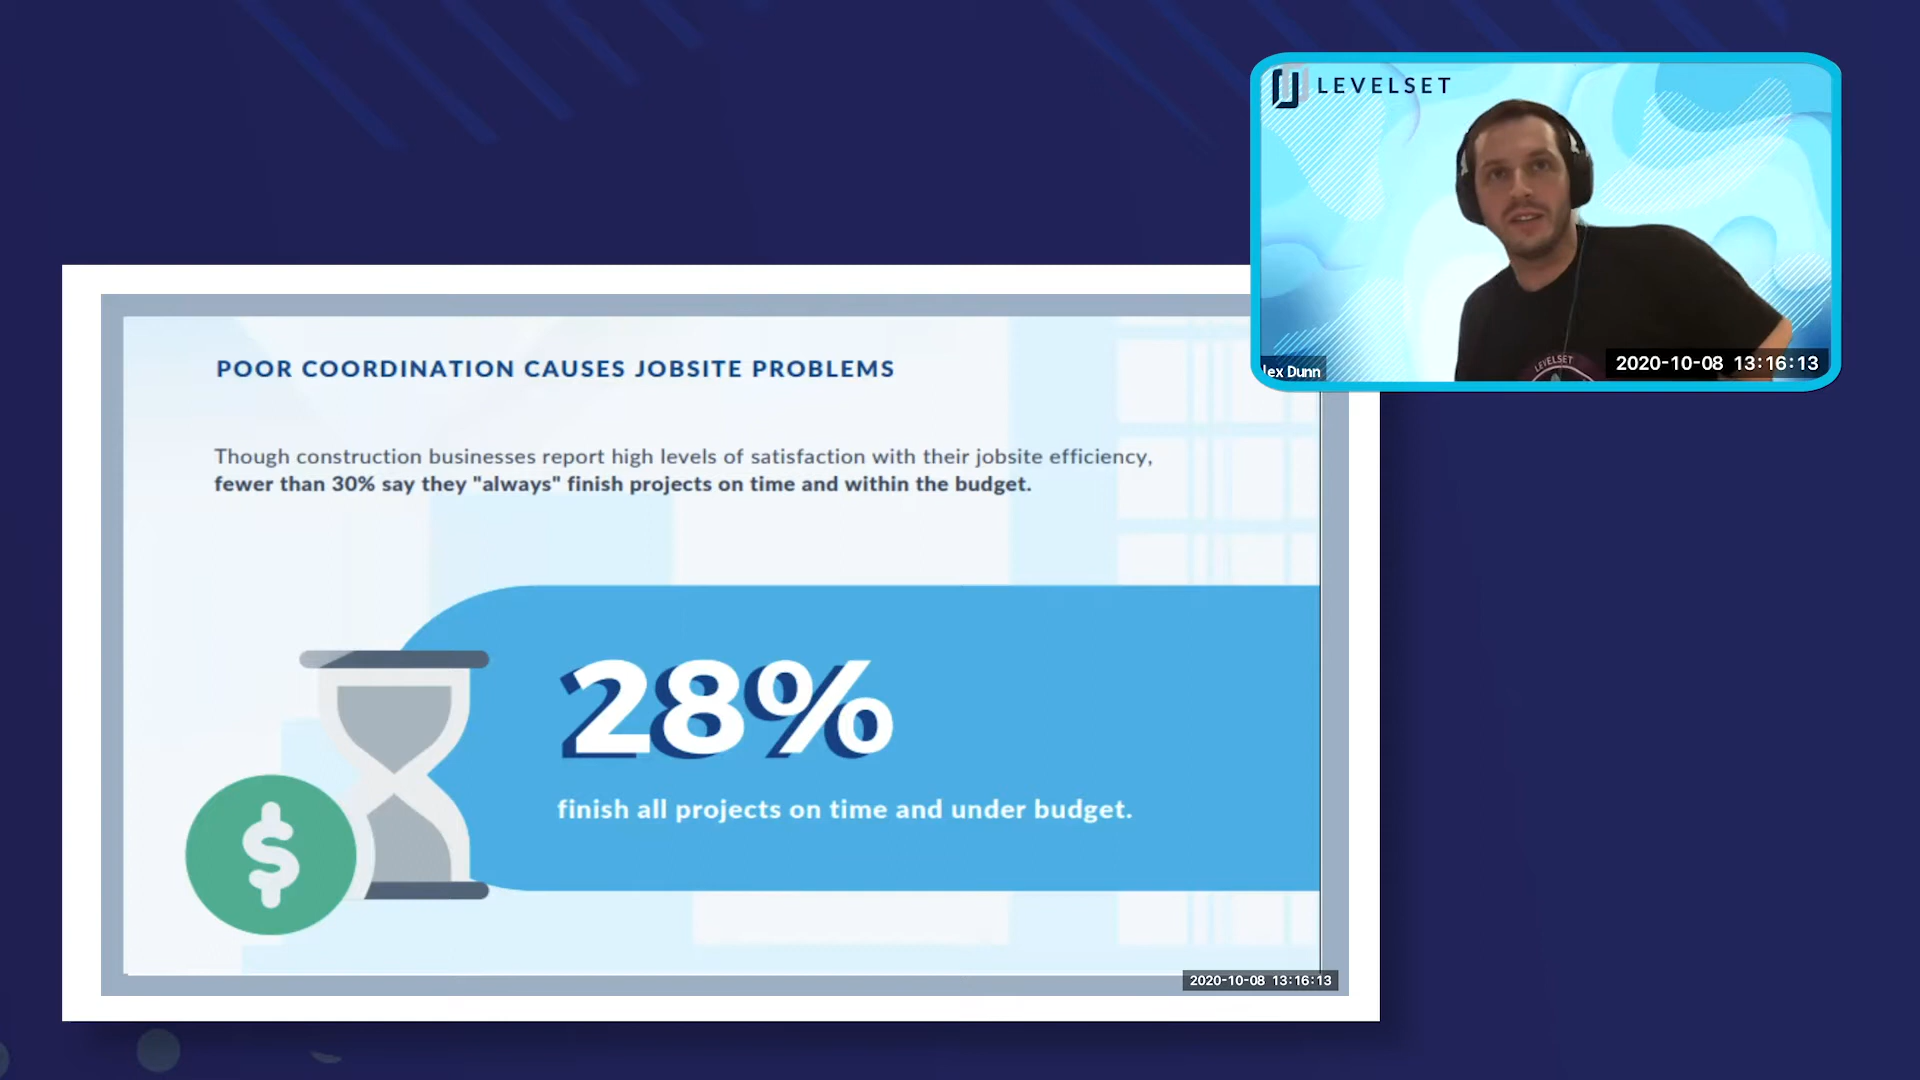 LEVELSET
LEVELSET
lex Dunn
2020-10-08 13:16:13
POOR COORDINATION CAUSES JOBSITE PROBLEMS
Though construction businesses report high levels of satisfaction with their jobsite efficiency,
fewer than 30% say they "always" finish projects on time and within the budget.
28%
finish all projects on time and under budget.
$
2020-10-08 13:16:13